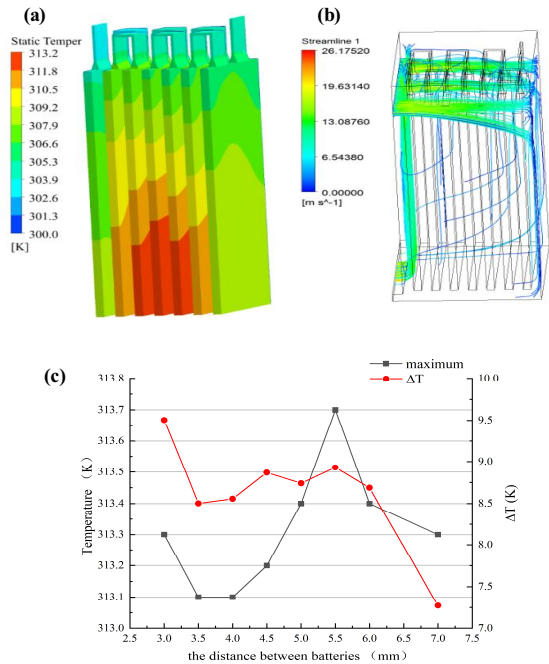 (a)
Static Temper
313.2
311.8
309.2
307.9
306.5
305.2
303.9
302.6
301.3
300.0
[K]
(b)
Streamline 1
26.17520
19.63140
13.08760
6.54380
0.00000
[m s^-1]
(c)
maximum
ΔT
Temperature （K）
313.8
313.7
313.6
313.5
313.4
313.3
313.2
313.1
313.0
10.0
9.5
9.0
8.5
8.0
7.5
7.0
ΔT (K)
2.5 3.0 3.5 4.0 4.5 5.0 5.5 6.0 6.5 7.0 7.5
the distance between batteries （mm）